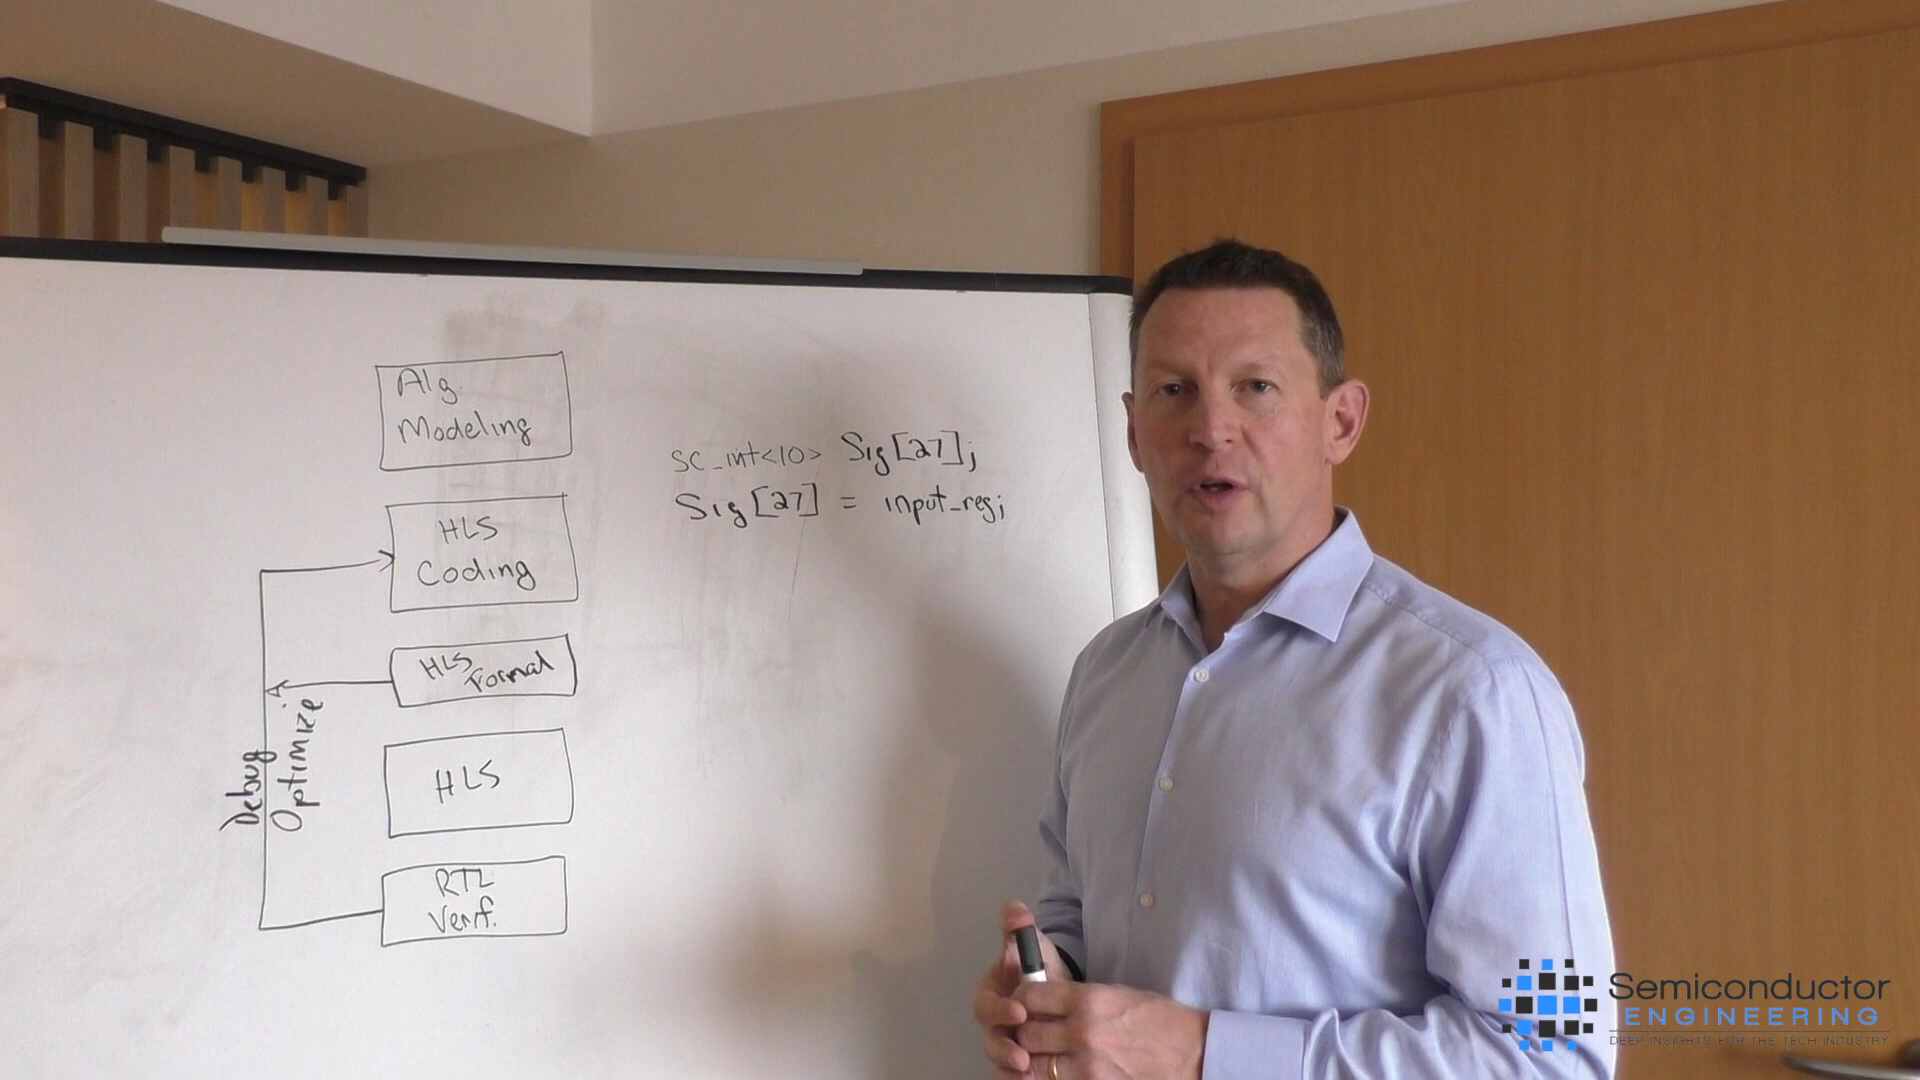 Alg.
Modeling
HLS
Coding
HLS
Formal
HLS
RTL
Verif.
Debug
Optimize
SC_int<10> Sig[27];
Sig[27] = input_reg;
Semiconductor
ENGINEERING
DEEP INSIGHTS FOR THE TECH INDUSTRY